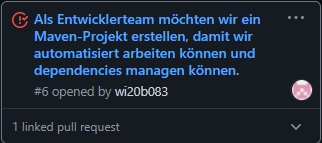 Als Entwicklerteam möchten wir ein
Maven-Projekt erstellen, damit wir
automatisiert arbeiten können und
dependencies managen können.
#6 opened by wi20b083
1 linked pull request